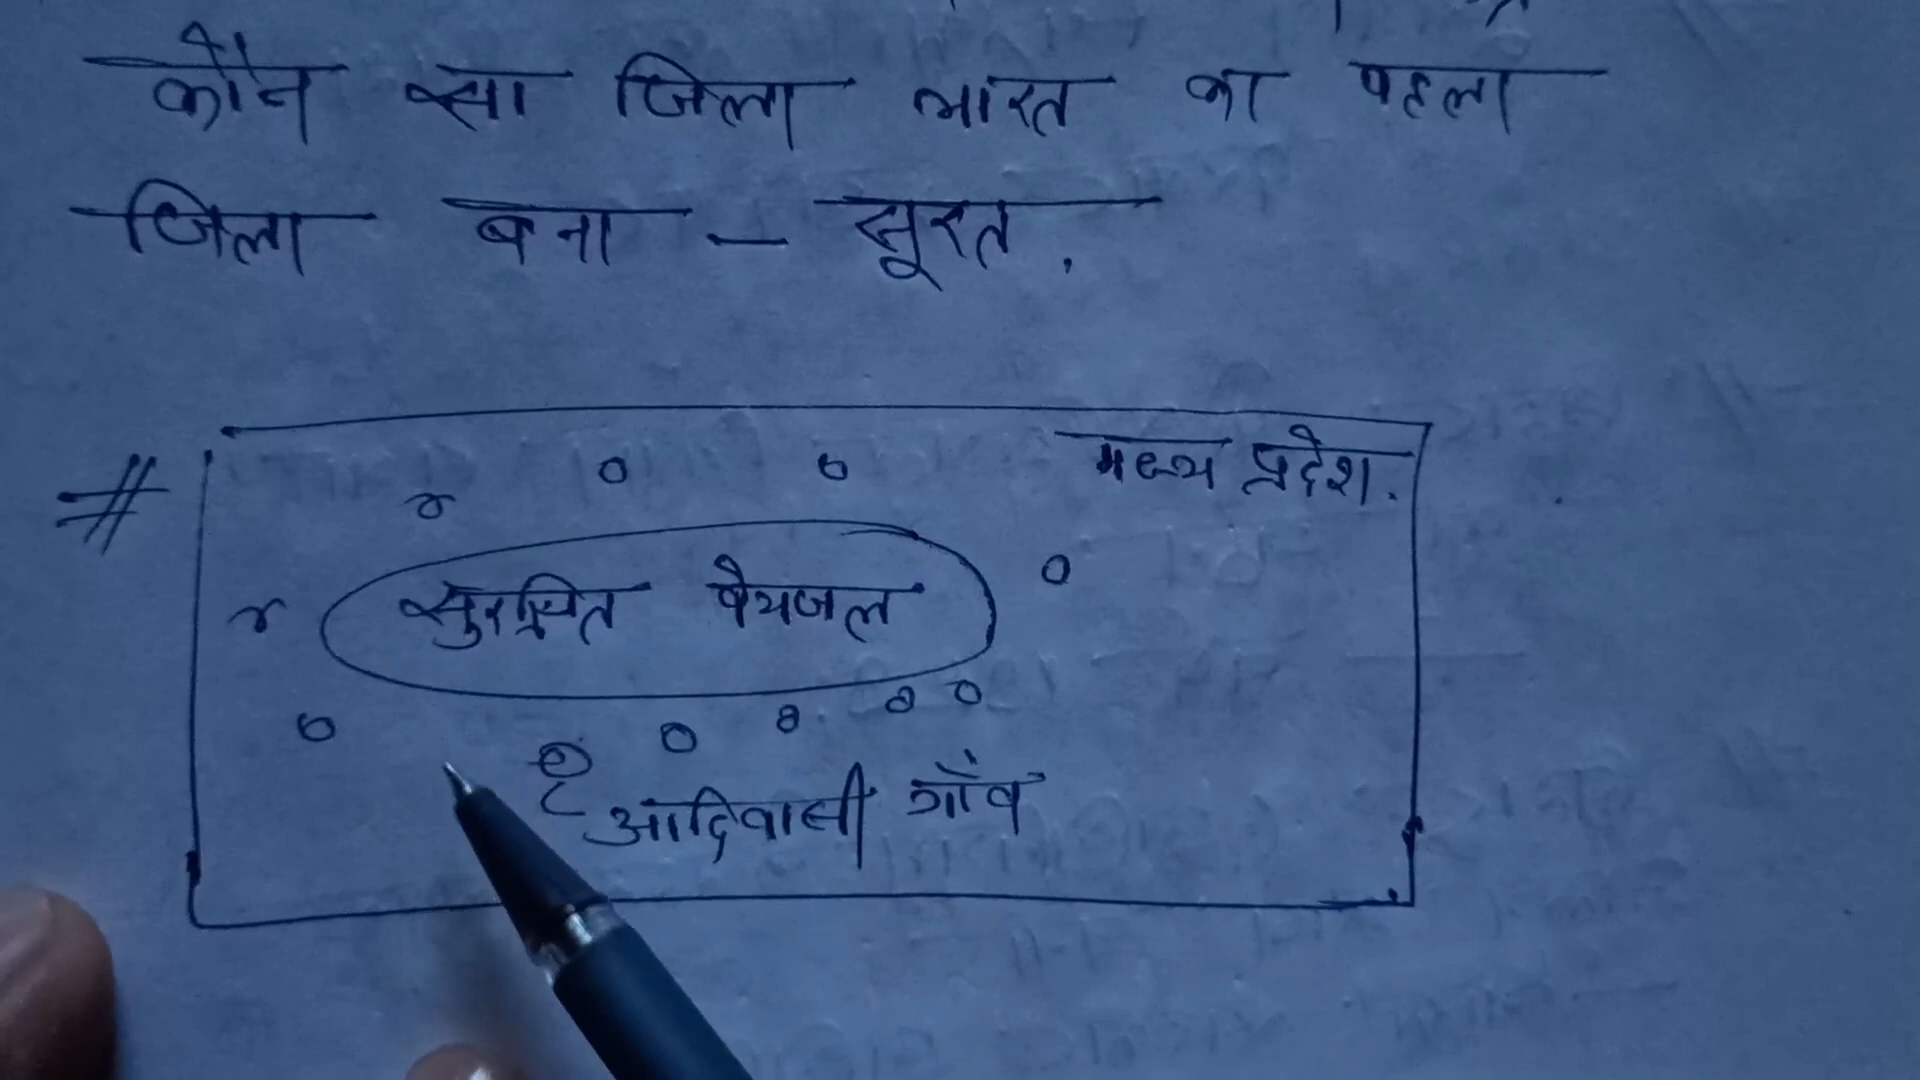 कौन सा जिला भारत का पहला
जिला बना - सूरत.
# मध्य प्रदेश.
सुरक्षित पेयजल
आदिवासी गाँव